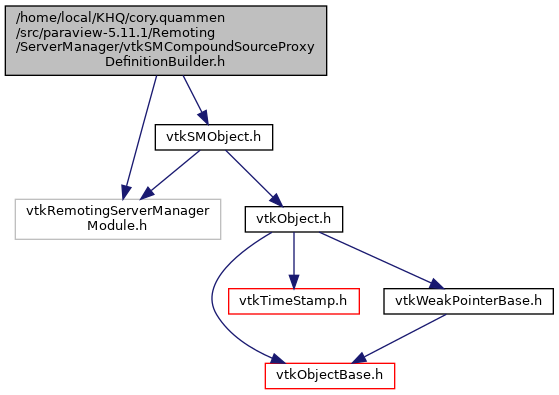 /home/local/KHQ/cory.quammen
/src/paraview-5.11.1/Remoting
/ServerManager/vtkSMCompoundSourceProxy
DefinitionBuilder.h
vtkSMObject.h
vtkRemotingServerManager
Module.h
vtkObject.h
vtkTimeStamp.h
vtkWeakPointerBase.h
vtkObjectBase.h